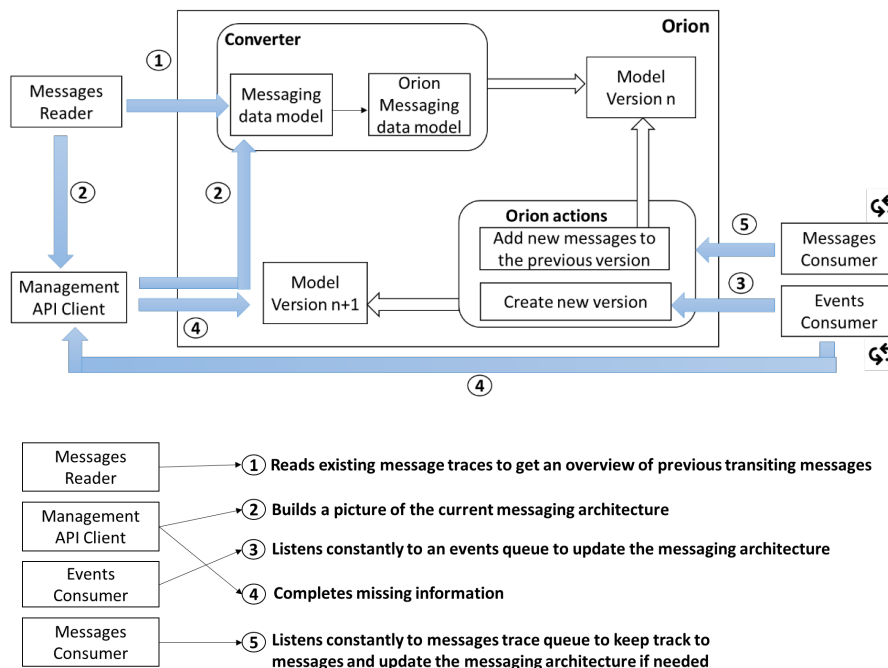 Orion
Converter
1
Messages
Reader
Messaging
data model
Orion
Messaging
data model
Model
Version n
2
2
Orion actions
Add new messages to
the previous version
5
Messages
Consumer
Management
API Client
Model
Version n+1
Create new version
3
Events
Consumer
4
4
Messages
Reader
1 Reads existing message traces to get an overview of previous transiting messages
Management
API Client
2 Builds a picture of the current messaging architecture
3 Listens constantly to an events queue to update the messaging architecture
Events
Consumer
4 Completes missing information
Messages
Consumer
5 Listens constantly to messages trace queue to keep track to
messages and update the messaging architecture if needed